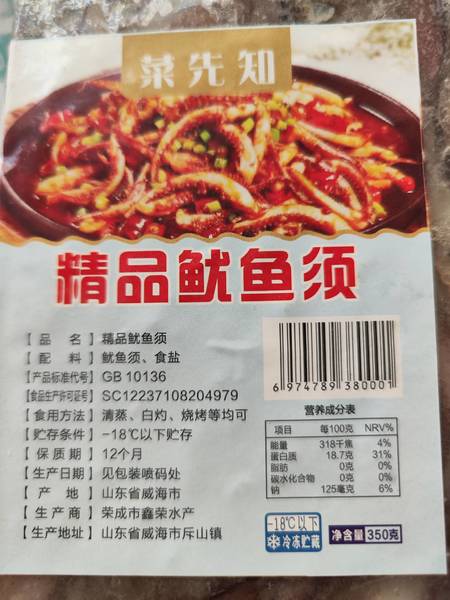 菜先知
精品鱿鱼须
【品名】精品鱿鱼须
【配料】鱿鱼须、食盐
【产品标准代号】GB 10136
【食品生产许可证号】SC12237108204979
【食用方法】清蒸、白灼、烧烤等均可
【贮存条件】-18℃以下贮存
【保质期】12个月
【生产日期】见包装喷码处
【产地】山东省威海市
【生产商】荣成市鑫荣水产
【生产地址】山东省威海市斥山镇
6 974789 380001
营养成分表
项目 每100克 NRV%
能量 318千焦 4%
蛋白质 18.7克 31%
脂肪 0克 0%
碳水化合物 0克 0%
钠 125毫克 6%
-18℃以下
冷冻贮藏
净含量 350克